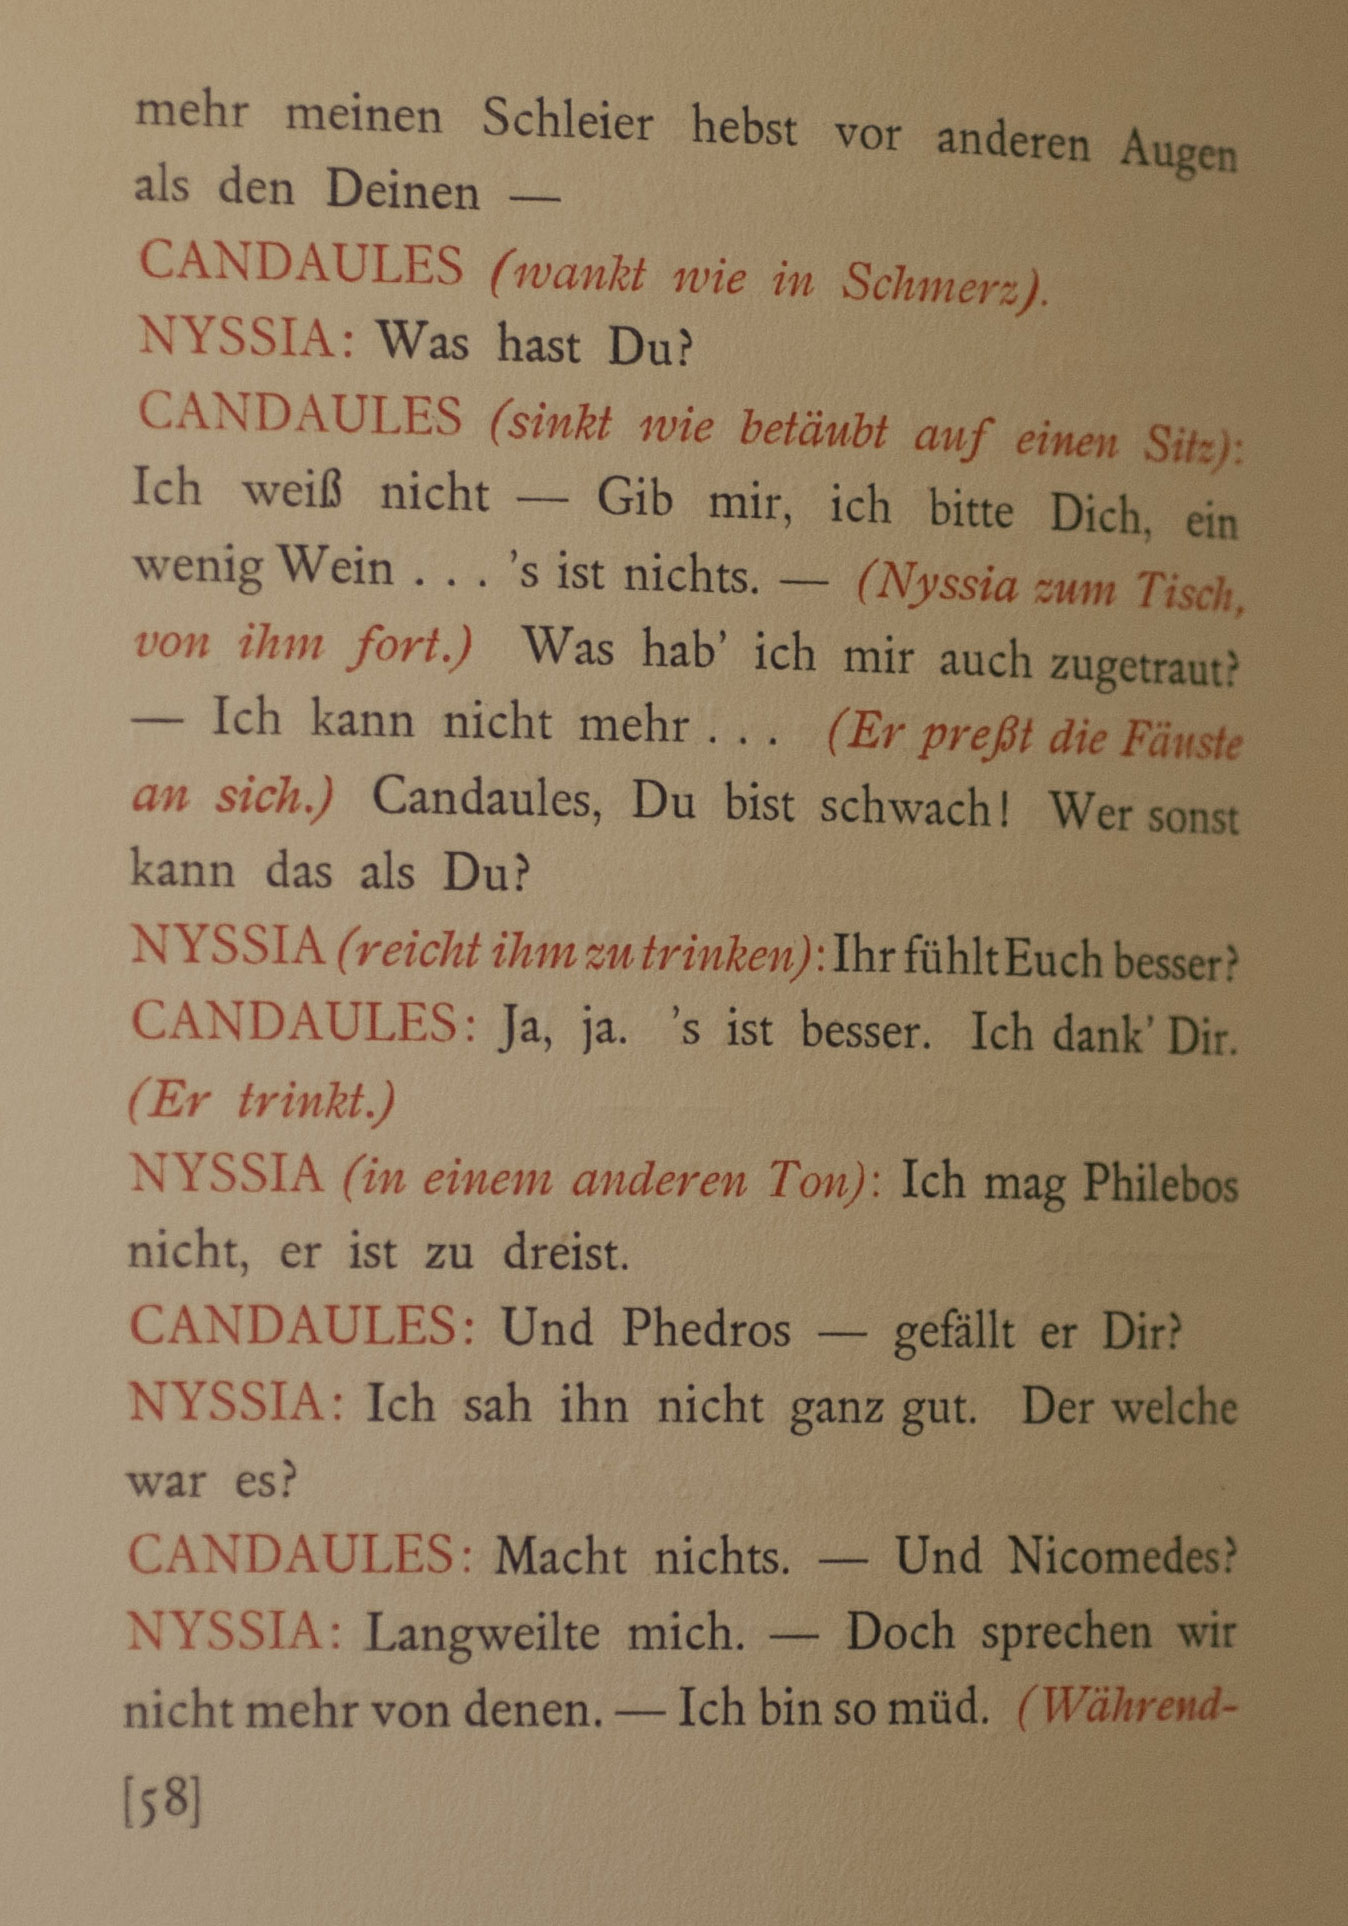 mehr meinen Schleier hebst vor anderen Augen
als den Deinen —
CANDAULES (wankt wie in Schmerz).
NYSSIA: Was hast Du?
CANDAULES (sinkt wie betäubt auf einen Sitz):
Ich weiß nicht — Gib mir, ich bitte Dich, ein
wenig Wein . . . ’s ist nichts. — (Nyssia zum Tisch,
von ihm fort.) Was hab’ ich mir auch zugetraut?
— Ich kann nicht mehr . . . (Er preßt die Fäuste
an sich.) Candaules, Du bist schwach! Wer sonst
kann das als Du?
NYSSIA (reicht ihm zu trinken): Ihr fühlt Euch besser?
CANDAULES: Ja, ja. ’s ist besser. Ich dank’ Dir.
(Er trinkt.)
NYSSIA (in einem anderen Ton): Ich mag Philebos
nicht, er ist zu dreist.
CANDAULES: Und Phedros — gefällt er Dir?
NYSSIA: Ich sah ihn nicht ganz gut. Der welche
war es?
CANDAULES: Macht nichts. — Und Nicomedes?
NYSSIA: Langweilte mich. — Doch sprechen wir
nicht mehr von denen. — Ich bin so müd. (Während-
[58]